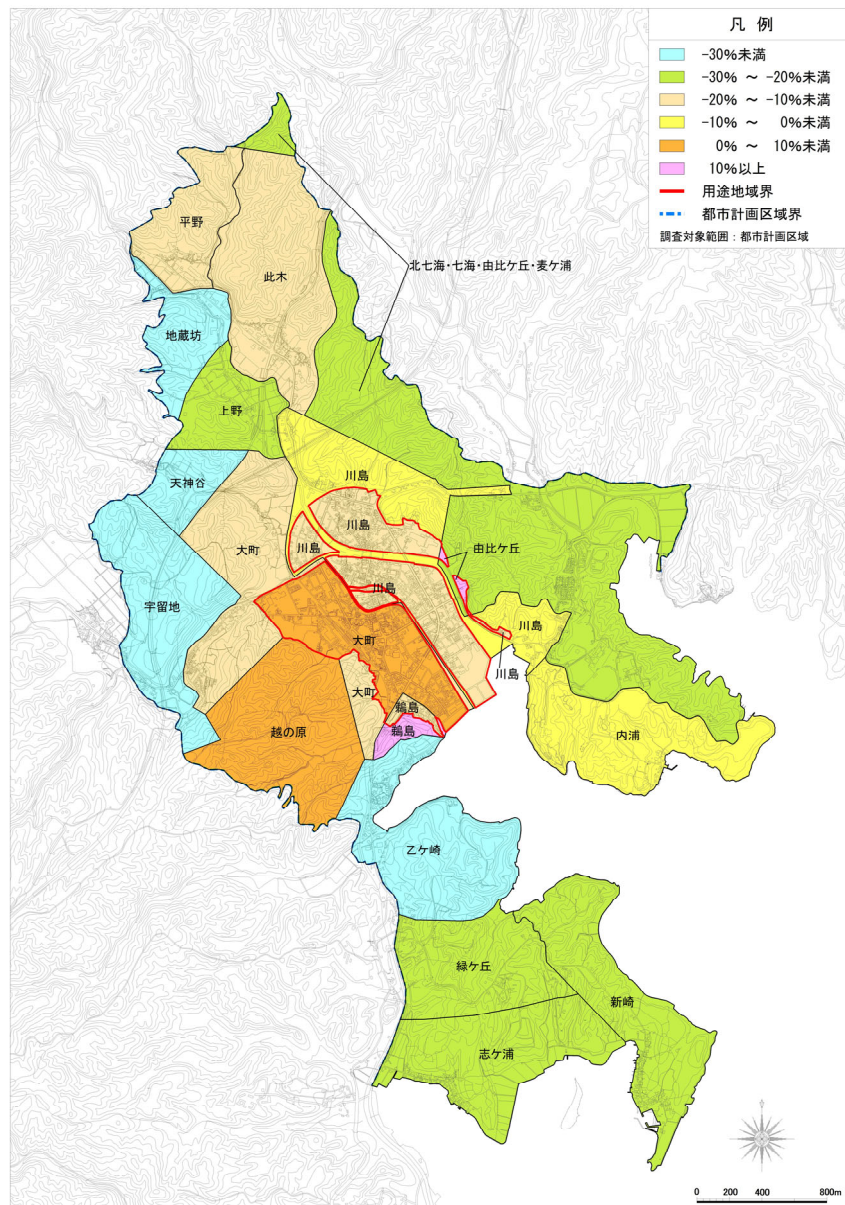 凡 例
-30%未満
-30% ～ -20%未満
-20% ～ -10%未満
-10% ～ 0%未満
0% ～ 10%未満
10%以上
用途地域界
都市計画区域界
調査対象範囲：都市計画区域
平野
此木
北七海・七海・由比ケ丘・麦ケ浦
地蔵坊
上野
川島
天神谷
川島
大町
川島
由比ケ丘
宇留地
川島
川島
大町
川島
大町
鵜島
越の原
鵜島
内浦
乙ケ崎
緑ケ丘
新崎
志ケ浦
0 200 400 800m